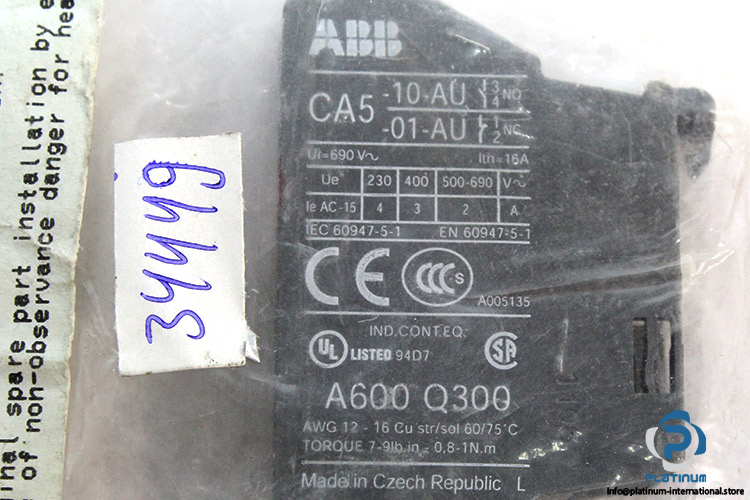 ABB
CA5 -10-AU 3 4 NO
-01-AU 1 2 NC
Ui=690 V~ Ith=16A
Ue 230 400 500-690 V~
Ie AC-15 4 3 2 A
IEC 60947-5-1 EN 60947-5-1
CE CCC S
A005135
IND.CONT.EQ.
UL LISTED 94D7 SA
A600 Q300
AWG 12 - 16 Cu str/sol 60/75°C
TORQUE 7-9lb.in - 0,8-1N.m
Made in Czech Republic L
34449
spare part installation by
of non-observance danger for
PLATINUM
info@platinum-international.store